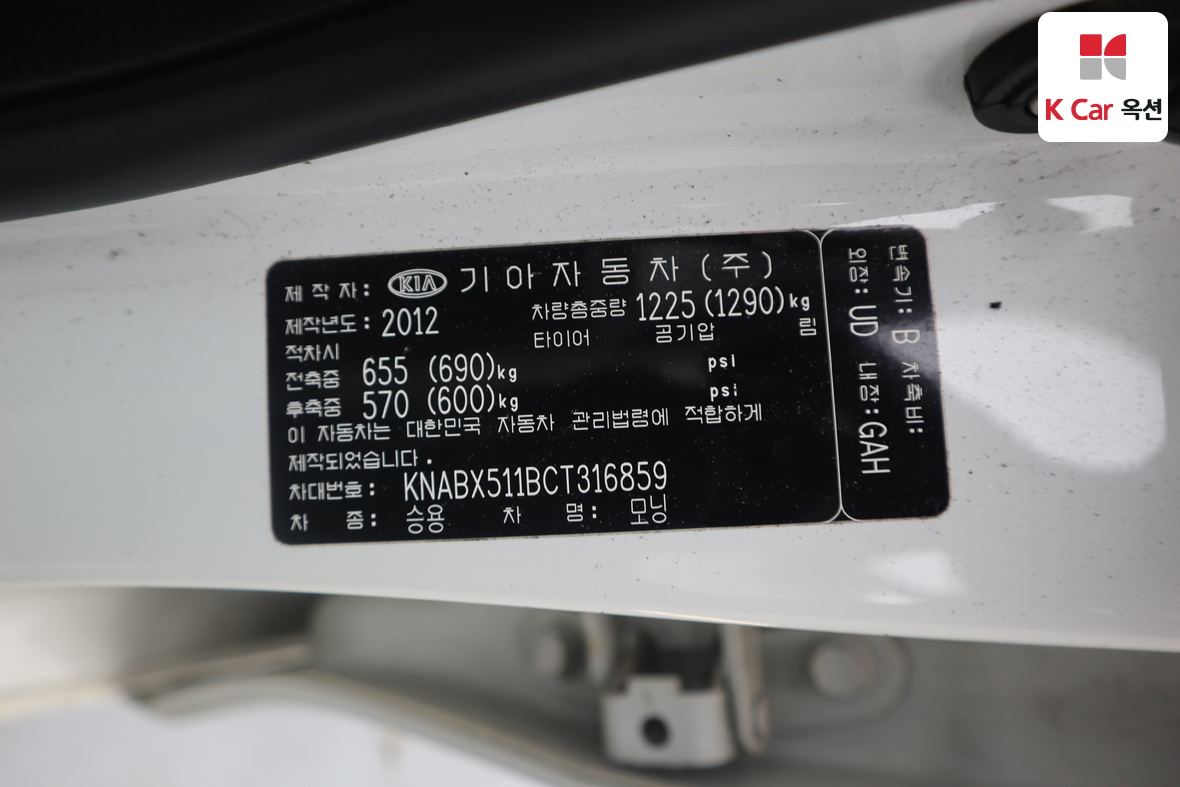 K Car 옥션
제 작 자: KIA 기 아 자 동 차 (주)
제작년도: 2012 차량총중량 1225 (1290)kg
적차시 타이어 공기압 림
전축중 655 (690)kg psi
후축중 570 (600)kg psi
이 자동차는 대한민국 자동차 관리법령에 적합하게
제작되었습니다.
차대번호: KNABX511BCT316859
차 종: 승용 차 명: 모닝
변속기: B 차축비:
외장: UD 내장: GAH